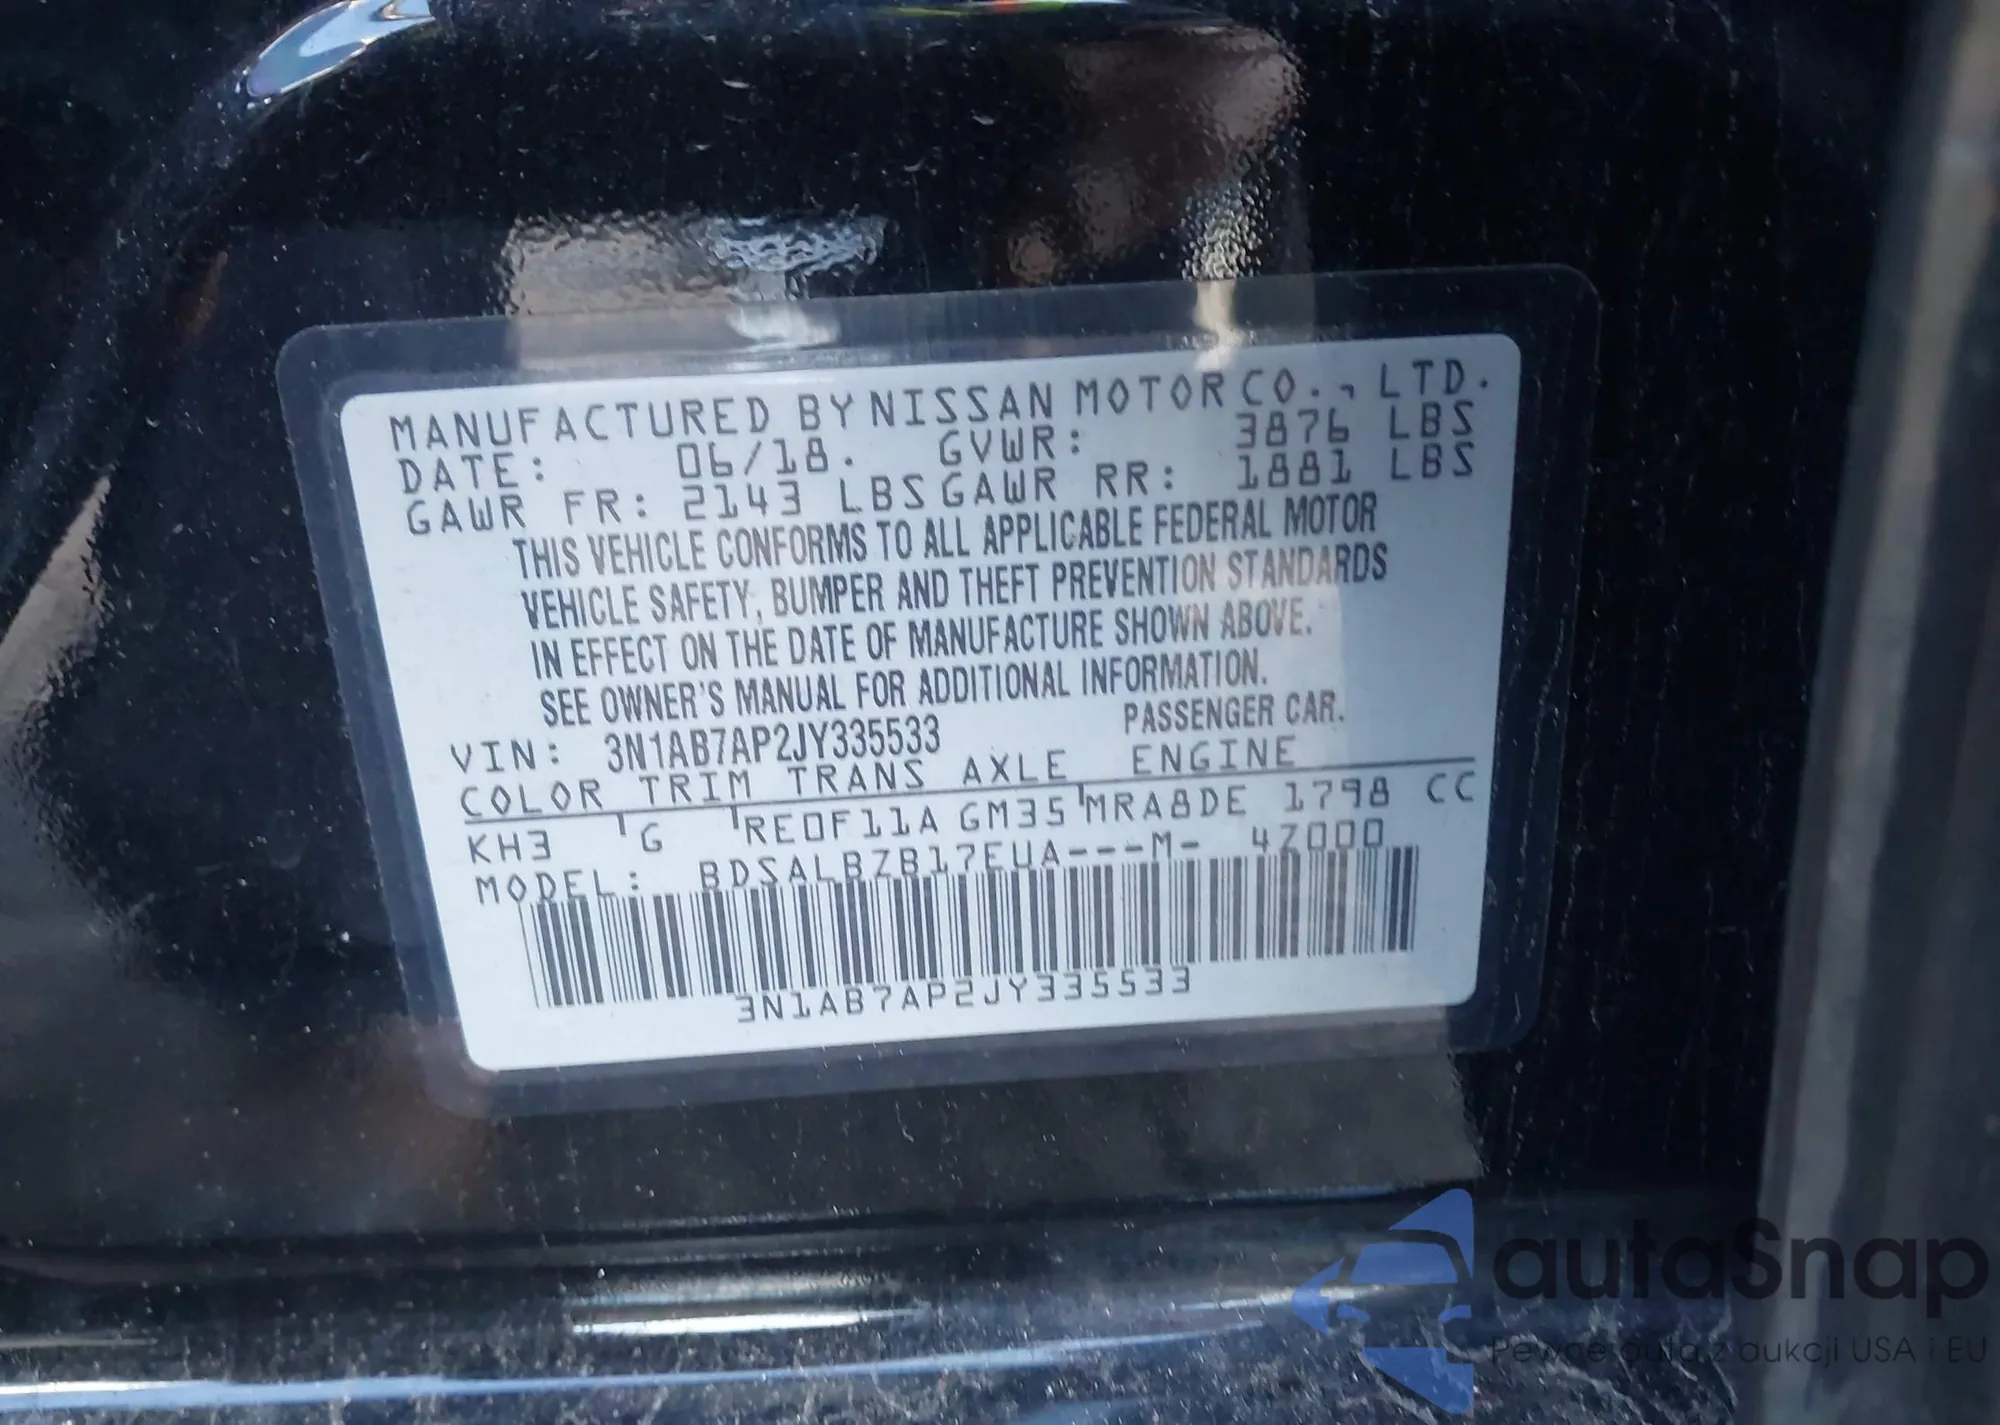 MANUFACTURED BY NISSAN MOTOR CO., LTD.
DATE: 06/18. GVWR: 3876 LBS
GAWR FR: 2143 LBS GAWR RR: 1881 LBS
THIS VEHICLE CONFORMS TO ALL APPLICABLE FEDERAL MOTOR
VEHICLE SAFETY, BUMPER AND THEFT PREVENTION STANDARDS
IN EFFECT ON THE DATE OF MANUFACTURE SHOWN ABOVE.
SEE OWNER'S MANUAL FOR ADDITIONAL INFORMATION.
VIN: 3N1AB7AP2JY335533 PASSENGER CAR.
COLOR TRIM TRANS AXLE ENGINE
KH3 G RE0F11A GM35 MRA8DE 1798 CC
MODEL: BDSALBZB17EUA---M- 4Z000
3N1AB7AP2JY335533
autaSnap
Pewne auta z aukcji USA i EU